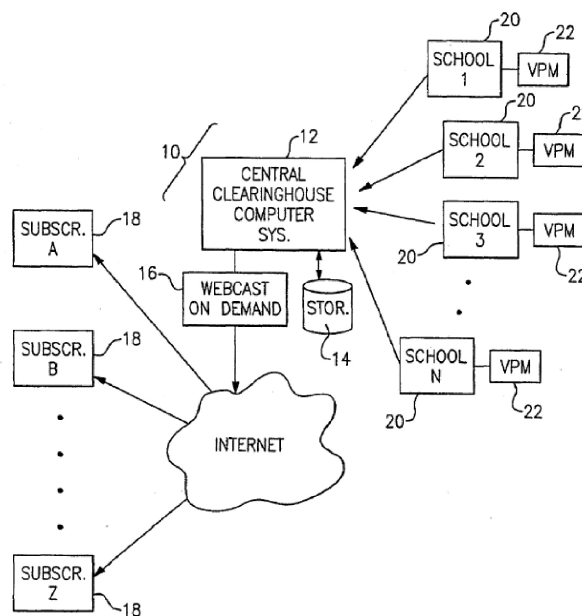 20
22
SCHOOL
1
VPM
12
20
10
SCHOOL
2
VPM
2
CENTRAL
CLEARINGHOUSE
COMPUTER
SYS.
18
SUBSCR.
A
SCHOOL
3
VPM
20
22
16
WEBCAST
ON DEMAND
STOR.
14
18
SUBSCR.
B
SCHOOL
N
VPM
20
22
INTERNET
SUBSCR.
Z
18